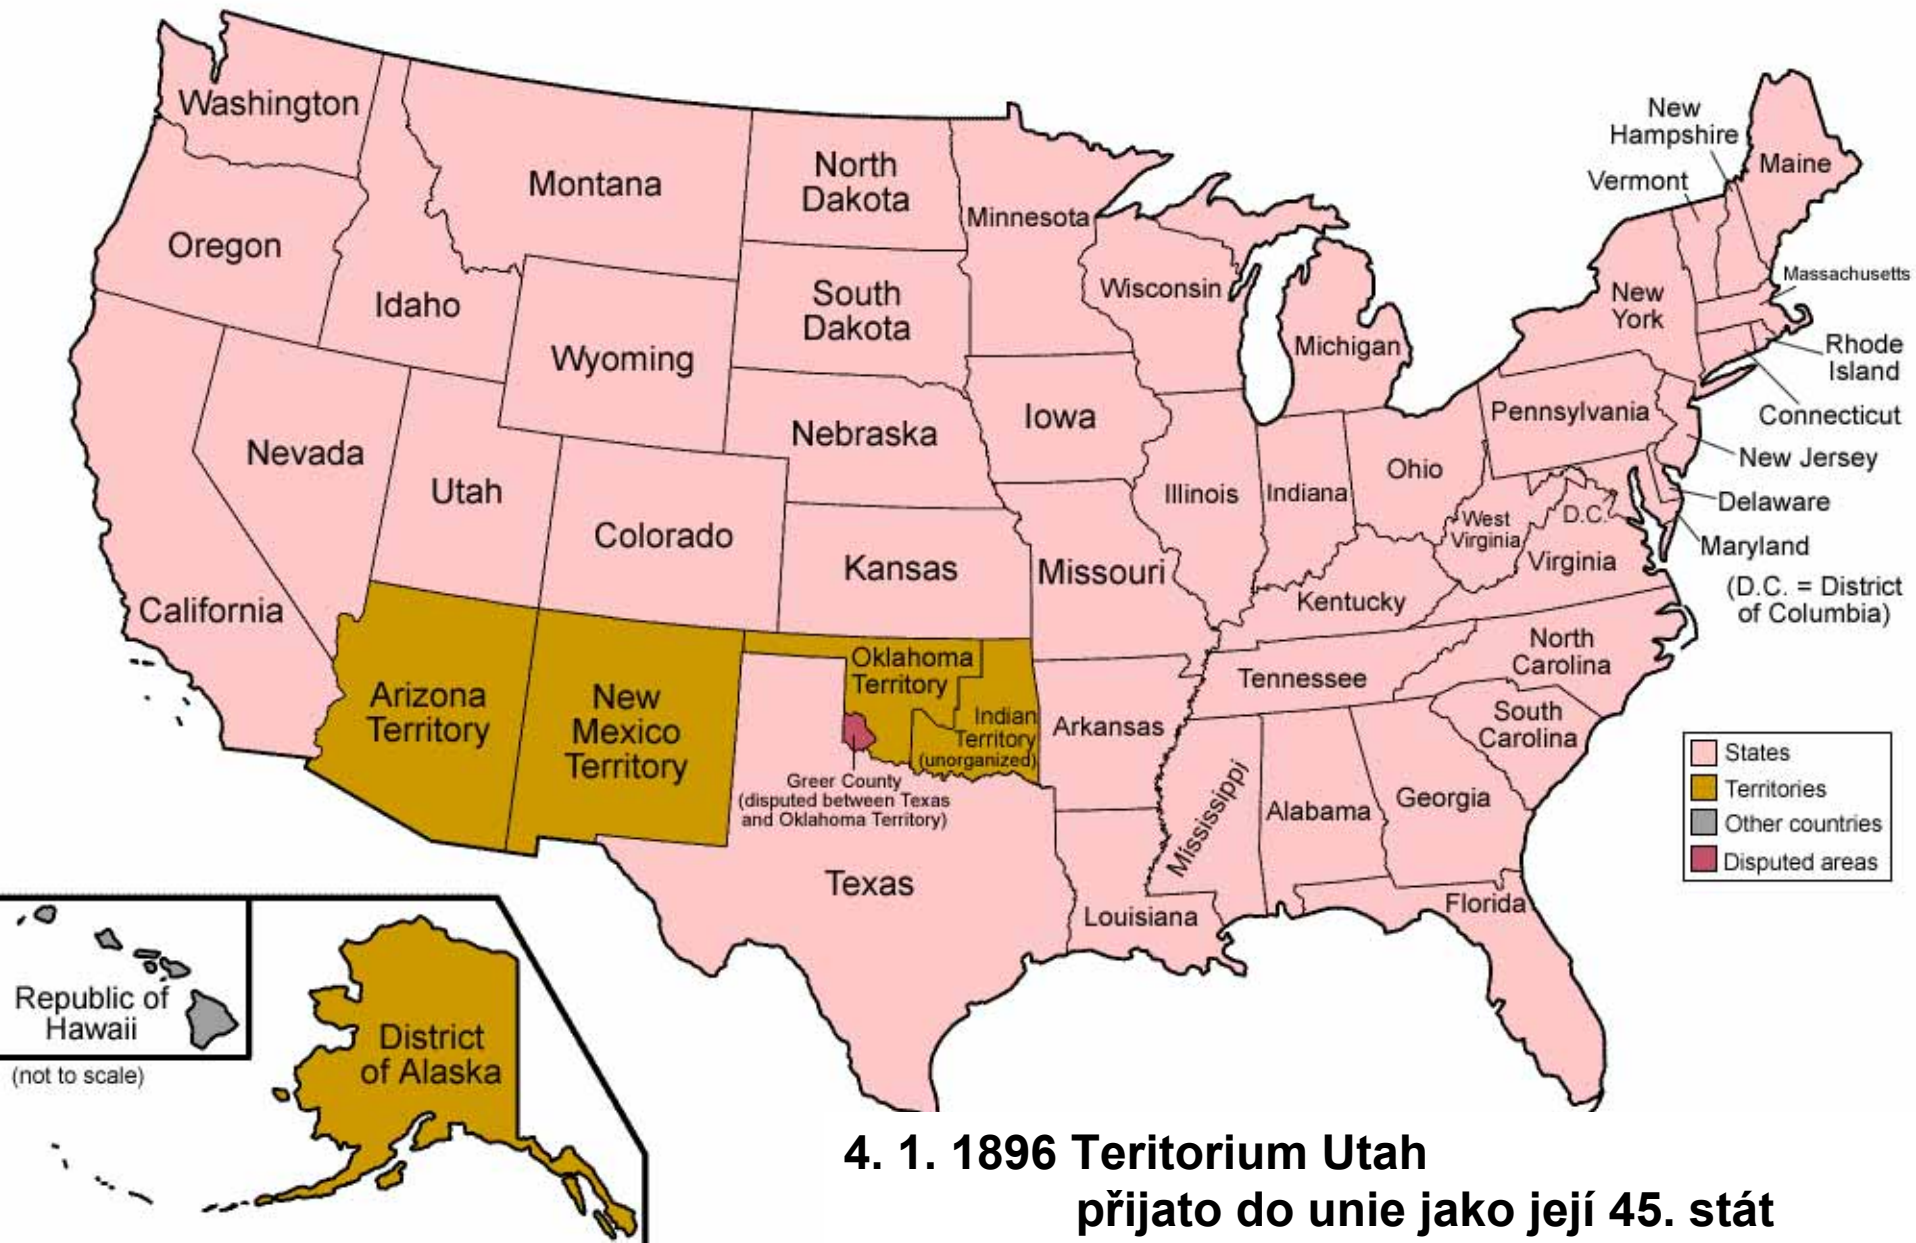 Washington
Oregon
California
Nevada
Idaho
Montana
Wyoming
Utah
Colorado
North
Dakota
South
Dakota
Nebraska
Kansas
Minnesota
Iowa
Missouri
Wisconsin
Illinois
Michigan
Indiana
Ohio
Kentucky
Tennessee
Arkansas
Louisiana
Mississippi
Alabama
Georgia
Florida
South
Carolina
North
Carolina
Virginia
West
Virginia
D.C.
Pennsylvania
New
York
Vermont
New
Hampshire
Maine
Massachusetts
Rhode
Island
Connecticut
New Jersey
Delaware
Maryland
(D.C. = District
of Columbia)
Arizona
Territory
New
Mexico
Territory
Oklahoma
Territory
Indian
Territory
(unorganized)
Greer County
(disputed between Texas
and Oklahoma Territory)
Texas
States
Territories
Other countries
Disputed areas
Republic of
Hawaii
(not to scale)
District
of Alaska
4. 1. 1896 Teritorium Utah
přijato do unie jako její 45. stát